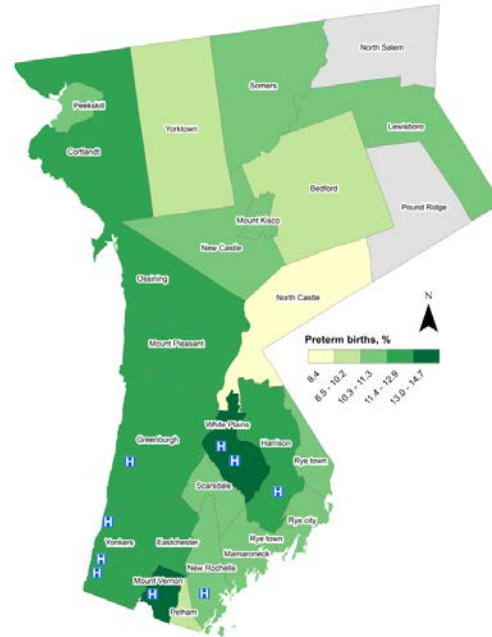 North Salem
Somers
Peekskill
Yorktown
Lewisboro
Cortlandt
Bedford
Mount Kisco
Pound Ridge
New Castle
Ossining
North Castle
N
Mount Pleasant
Preterm births, %
8.4
8.5 - 10.2
10.3 - 11.3
11.4 - 12.9
13.0 - 14.7
White Plains
Greenburgh
Harrison
H
H
H
Rye town
Scarsdale
H
H
Rye city
Yonkers
Eastchester
Rye town
Mamaroneck
H
New Rochelle
H
Mount Vernon
H
H
Pelham